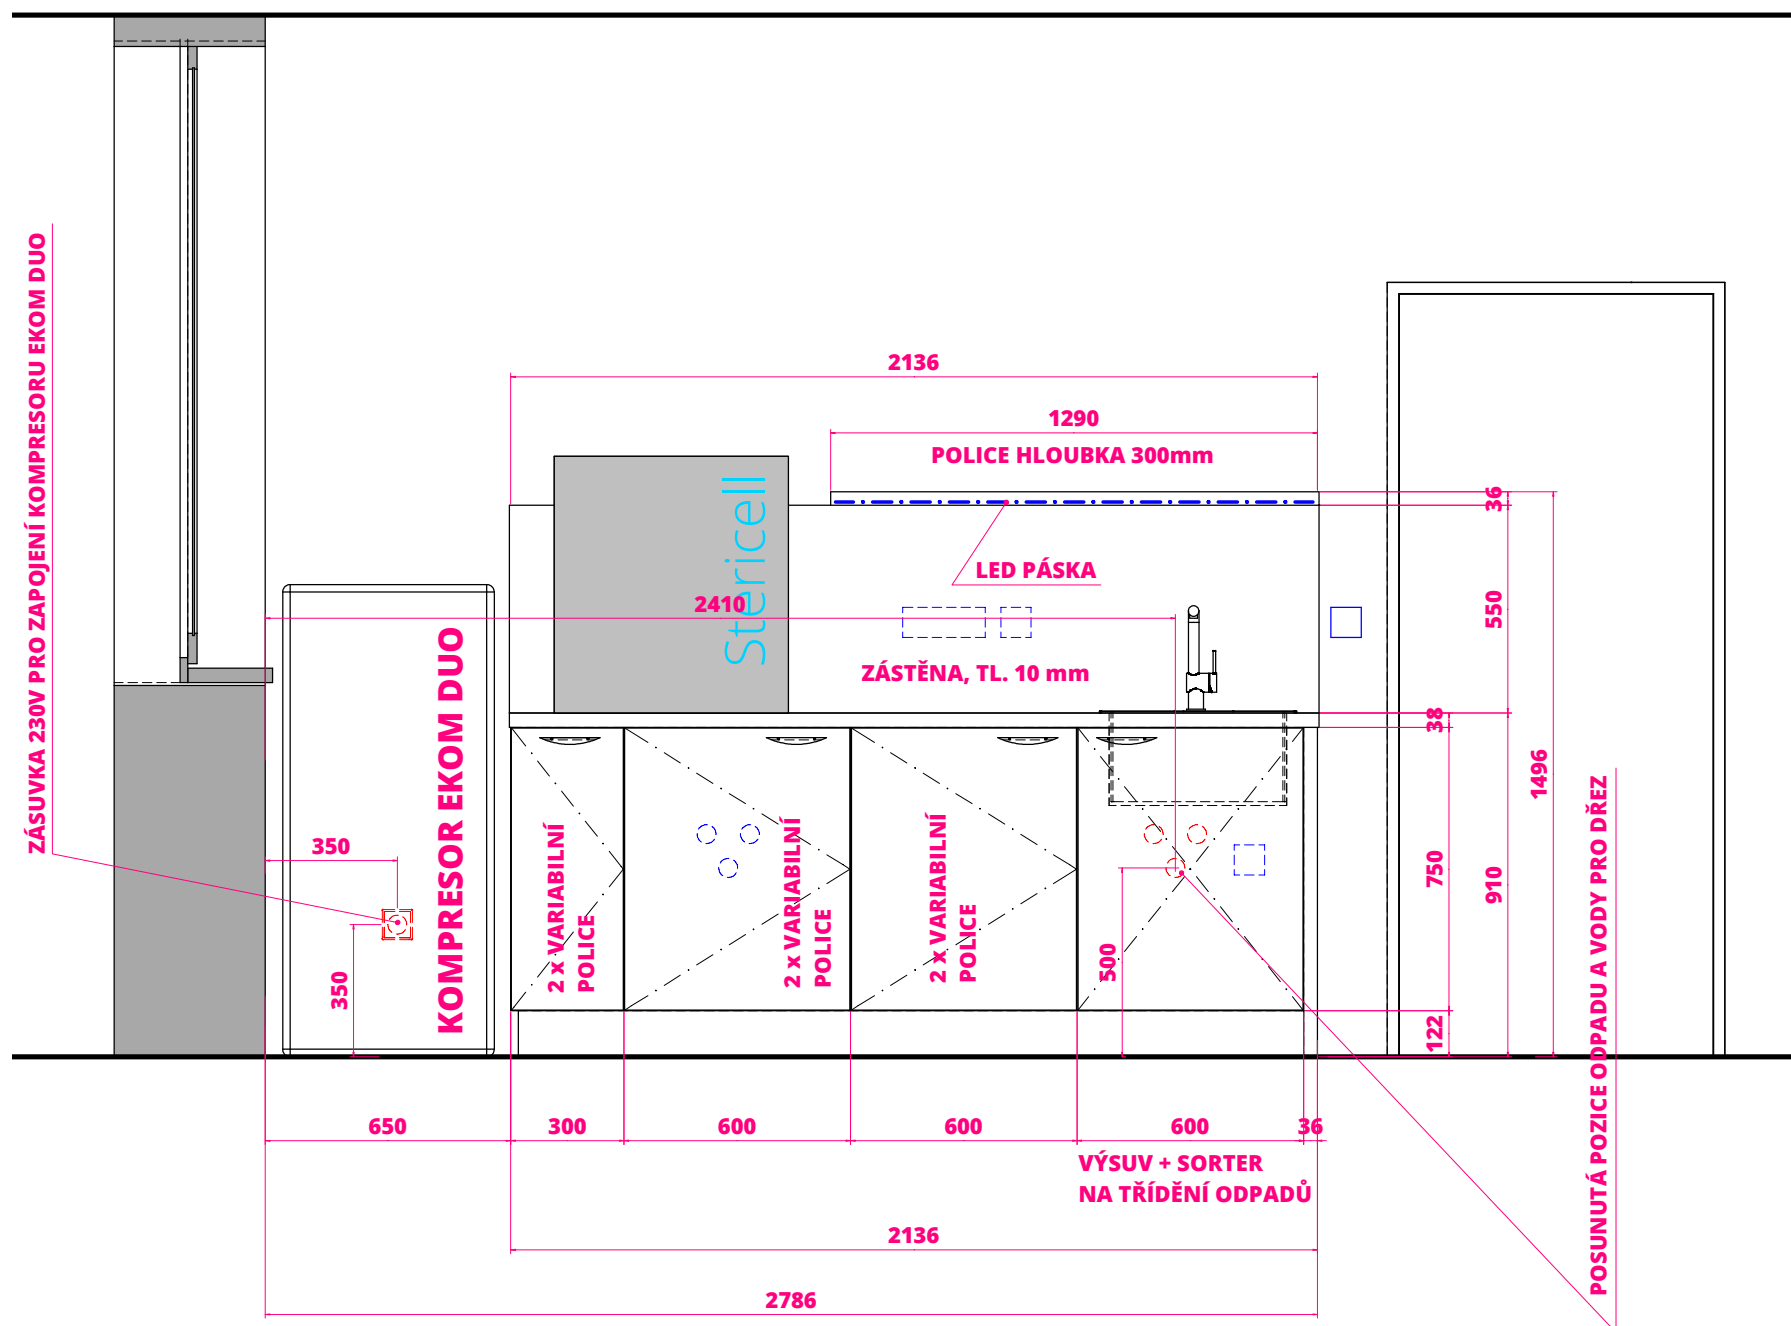 2136
1290
POLICE HLOUBKA 300mm
36
LED PÁSKA
2410
Stericell
550
ZÁSTĚNA, TL. 10 mm
38
1496
ZÁSUVKA 230V PRO ZAPOJENÍ KOMPRESORU EKOM DUO
KOMPRESOR EKOM DUO
350
350
2 x VARIABILNÍ
POLICE
2 x VARIABILNÍ
POLICE
2 x VARIABILNÍ
POLICE
500
750
910
122
POSUNUTÁ POZICE ODPADU A VODY PRO DŘEZ
650
300
600
600
600
36
VÝSUV + SORTER
NA TŘÍDĚNÍ ODPADŮ
2136
2786